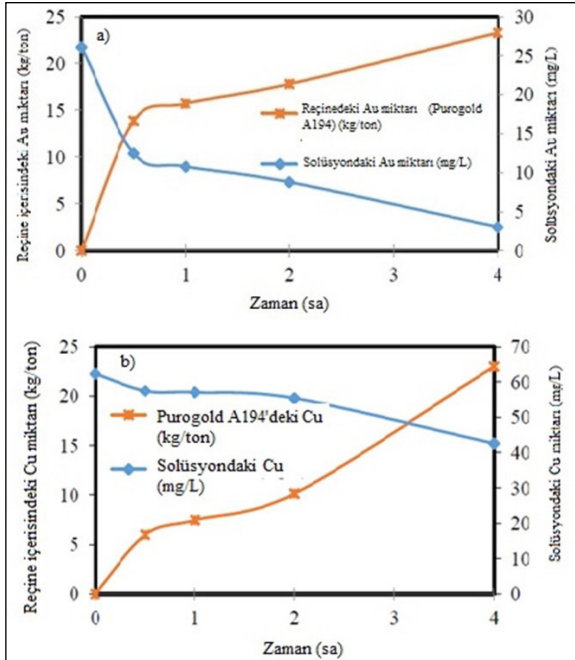 a)
Reçine içerisindeki Au miktarı (kg/ton)
25
20
15
10
5
0
Reçinedeki Au miktarı (Purogold
A194) (kg/ton)
Solüsyondaki Au miktarı (mg/L)
30
25
20
15
10
5
0
Solüsyondaki Au miktarı (mg/L)
0 1 2 3 4
Zaman (sa)
b)
Reçine içerisindeki Cu miktarı (kg/ton)
25
20
15
10
5
0
Purogold A194'deki Cu
(kg/ton)
Solüsyondaki Cu
(mg/L)
70
60
50
40
30
20
10
0
Solüsyondaki Cu miktarı (mg/L)
0 1 2 3 4
Zaman (sa)